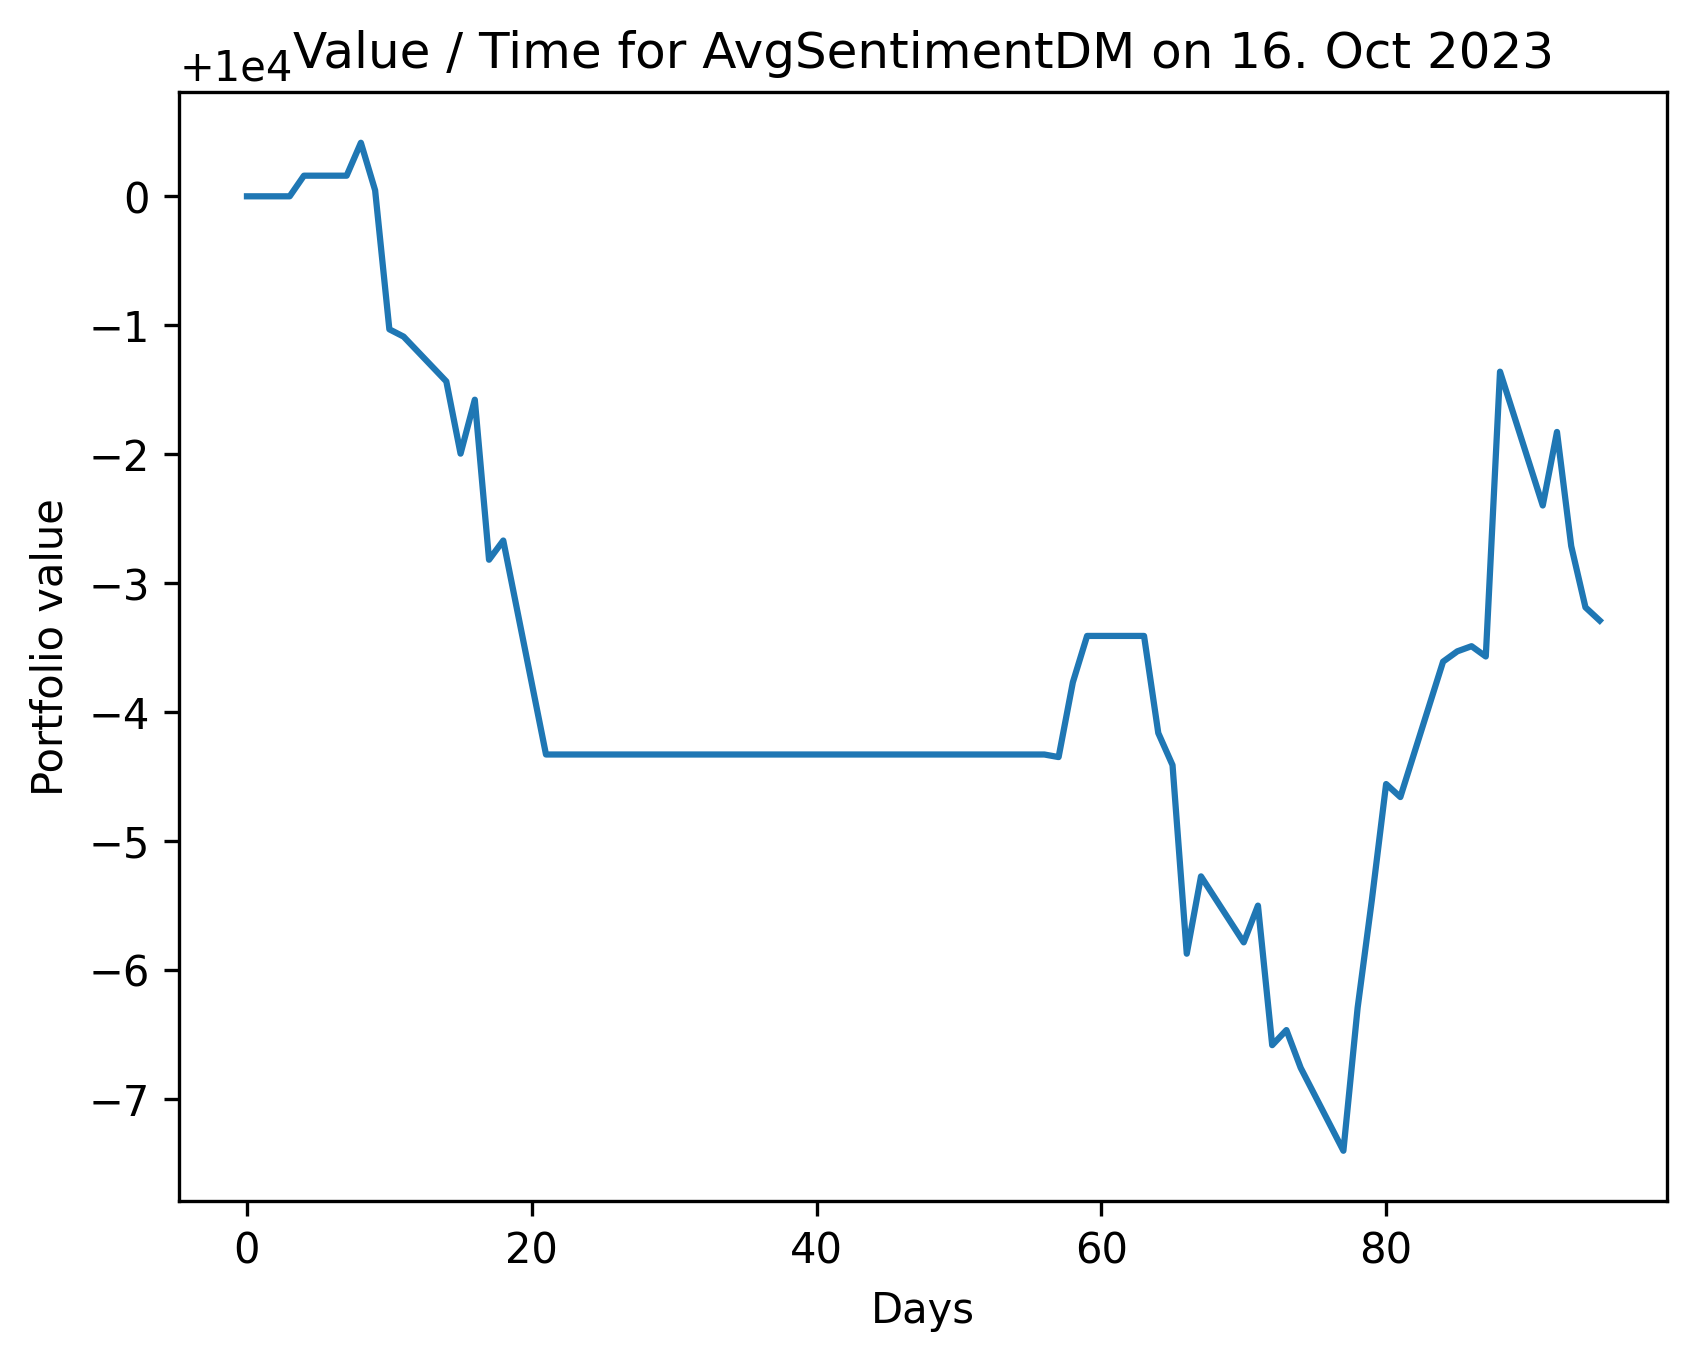 Value / Time for AvgSentimentDM on 16. Oct 2023
+1e4
0
−1
−2
−3
−4
−5
−6
−7
Portfolio value
0 20 40 60 80
Days